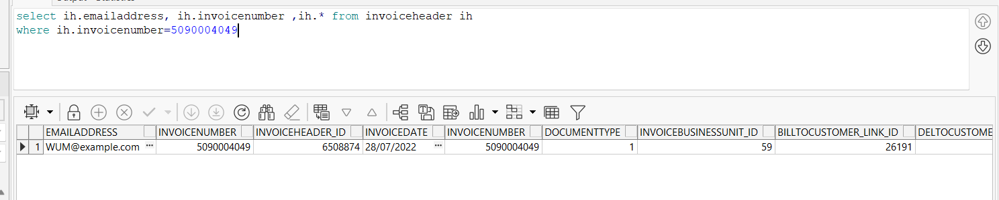 select ih.emailaddress, ih.invoicenumber ,ih.* from invoiceheader ih
where ih.invoicenumber=5090004049
EMAILADDRESS INVOICENUMBER INVOICEHEADER_ID INVOICEDATE INVOICENUMBER DOCUMENTTYPE INVOICEBUSINESSUNIT_ID BILLTOCUSTOMER_LINK_ID DELTOCUSTOME
1 WUM@example.com ... 5090004049 6508874 28/07/2022 ... 5090004049 1 59 26191